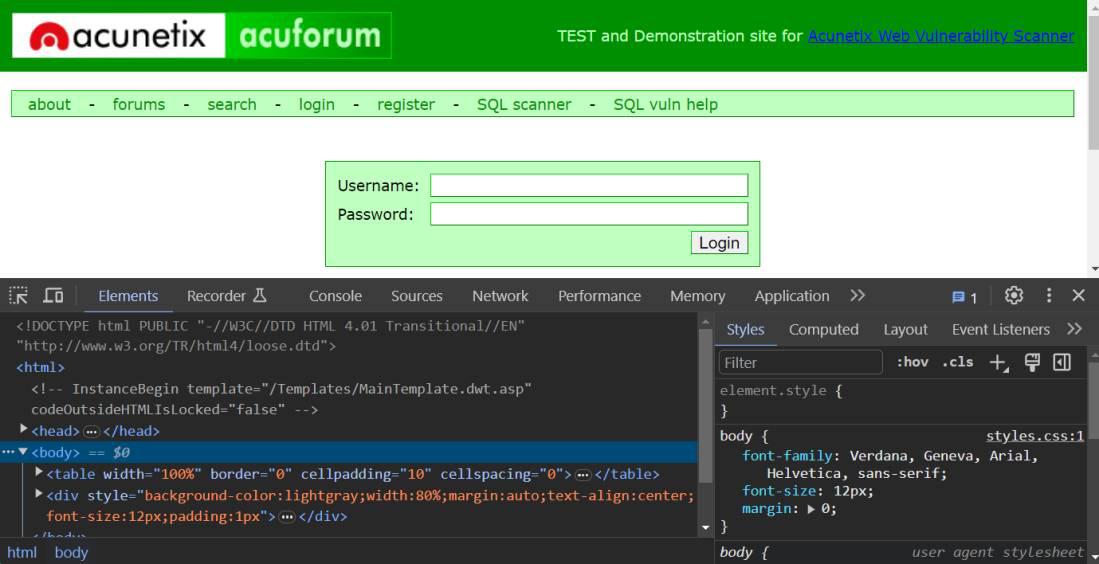 acunetix acuforum
TEST and Demonstration site for Acunetix Web Vulnerability Scanner
about - forums - search - login - register - SQL scanner - SQL vuln help
Username:
Password:
Login
Elements Recorder Console Sources Network Performance Memory Application 1
<!DOCTYPE html PUBLIC "-//W3C//DTD HTML 4.01 Transitional//EN"
"http://www.w3.org/TR/html4/loose.dtd">
<html>
<!-- InstanceBegin template="/Templates/MainTemplate.dwt.asp"
codeOutsideHTMLIsLocked="false" -->
<head>…</head>
<body> == $0
<table width="100%" border="0" cellpadding="10" cellspacing="0">…</table>
<div style="background-color:lightgray;width:80%;margin:auto;text-align:center;
font-size:12px;padding:1px">…</div>
</body>
html body
Styles Computed Layout Event Listeners
Filter :hov .cls
element.style {
}
body { styles.css:1
font-family: Verdana, Geneva, Arial,
Helvetica, sans-serif;
font-size: 12px;
margin: 0;
}
body { user agent stylesheet